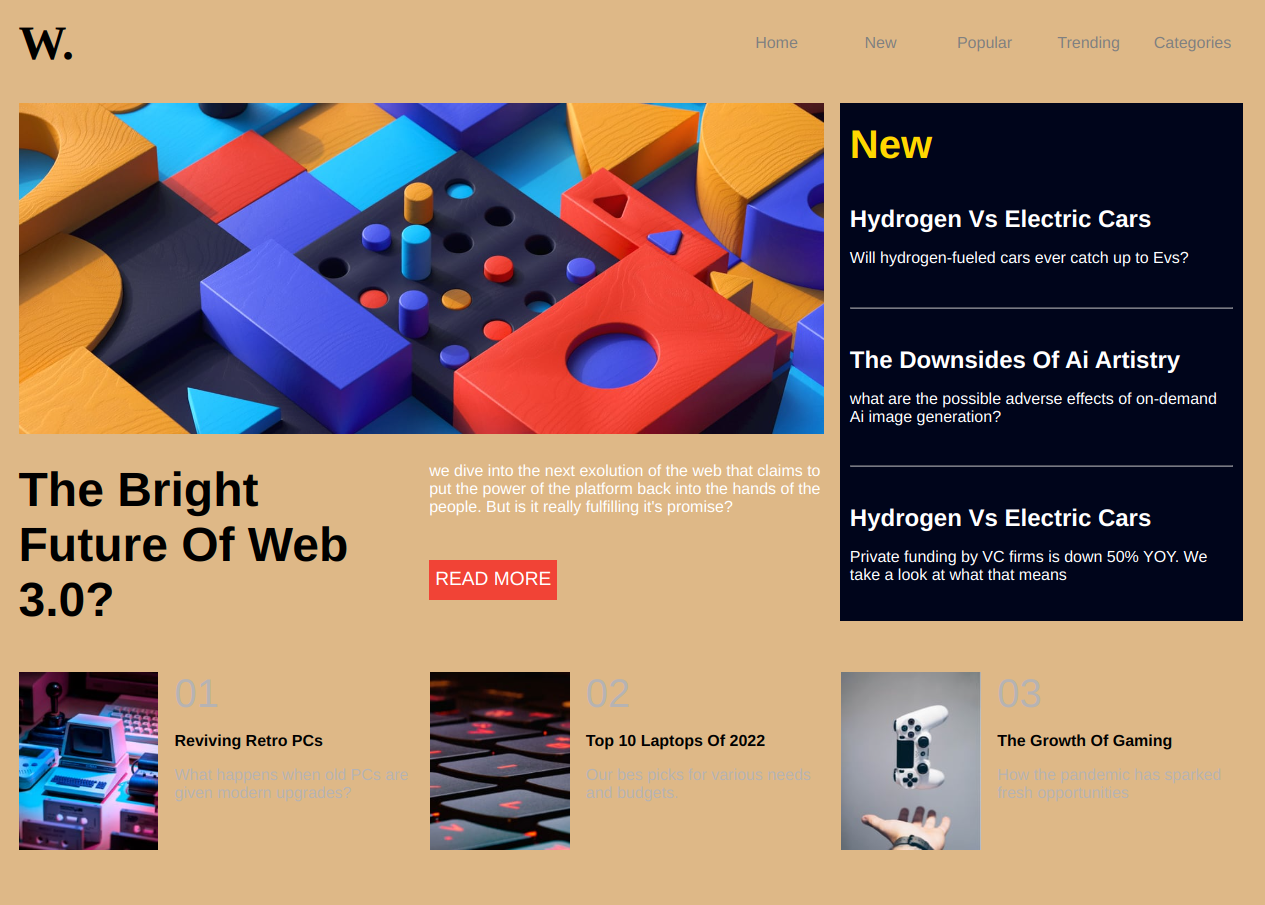 W.
Home New Popular Trending Categories
New
Hydrogen Vs Electric Cars
Will hydrogen-fueled cars ever catch up to Evs?
The Downsides Of Ai Artistry
what are the possible adverse effects of on-demand
Ai image generation?
Hydrogen Vs Electric Cars
Private funding by VC firms is down 50% YOY. We
take a look at what that means
The Bright
Future Of Web
3.0?
we dive into the next exolution of the web that claims to
put the power of the platform back into the hands of the
people. But is it really fulfilling it's promise?
READ MORE
01
Reviving Retro PCs
What happens when old PCs are
given modern upgrades?
02
Top 10 Laptops Of 2022
Our bes picks for various needs
and budgets.
03
The Growth Of Gaming
How the pandemic has sparked
fresh opportunities